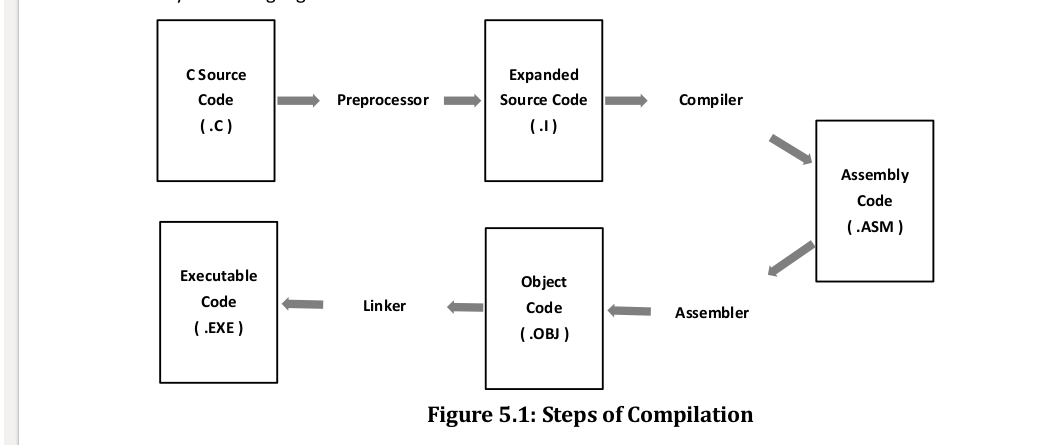 C Source
Code
( .C )
Preprocessor
Expanded
Source Code
( .I )
Compiler
Assembly
Code
( .ASM )
Assembler
Object
Code
( .OBJ )
Linker
Executable
Code
( .EXE )
Figure 5.1: Steps of Compilation